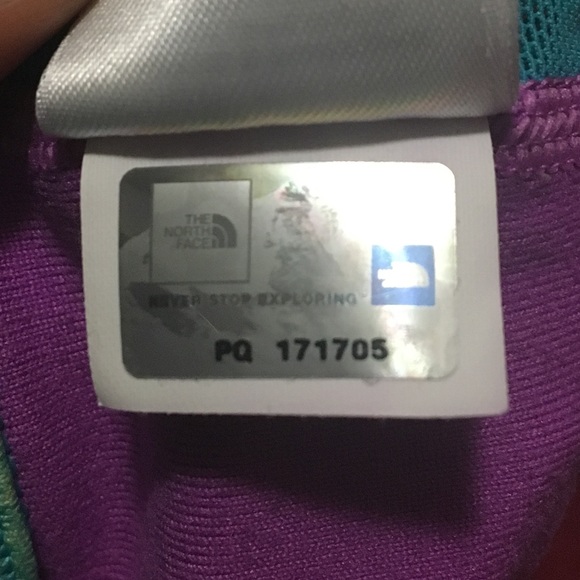 THE
NORTH
FACE
NEVER STOP EXPLORING
PQ 171705